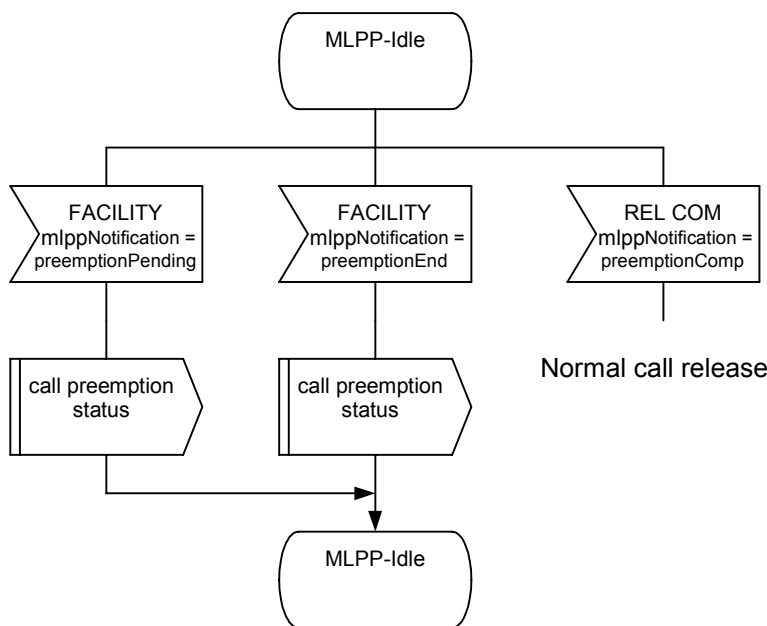 MLPP-Idle
FACILITY
mlppNotification =
preemptionPending
FACILITY
mlppNotification =
preemptionEnd
REL COM
mlppNotification =
preemptionComp
call preemption
status
call preemption
status
Normal call release
MLPP-Idle